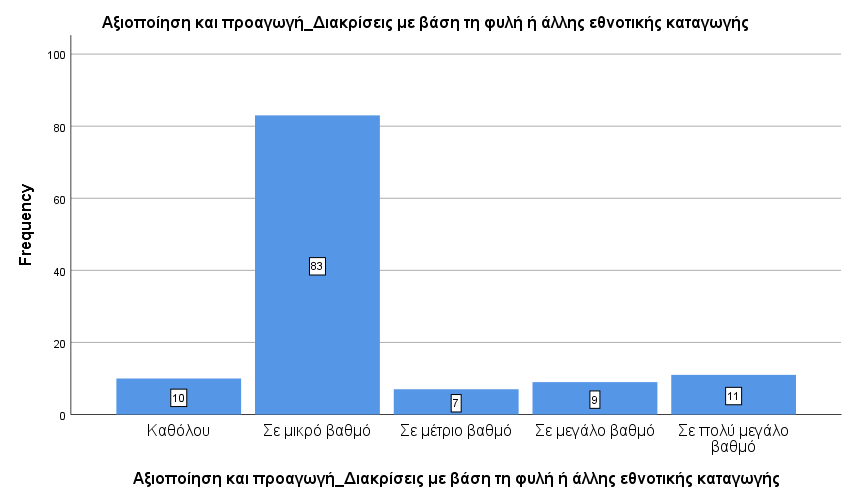 Αξιοποίηση και προαγωγή_Διακρίσεις με βάση τη φυλή ή άλλης εθνοτικής καταγωγής
100
80
60
40
20
0
Frequency
10
83
7
9
11
Καθόλου
Σε μικρό βαθμό
Σε μέτριο βαθμό
Σε μεγάλο βαθμό
Σε πολύ μεγάλο
βαθμό
Αξιοποίηση και προαγωγή_Διακρίσεις με βάση τη φυλή ή άλλης εθνοτικής καταγωγής